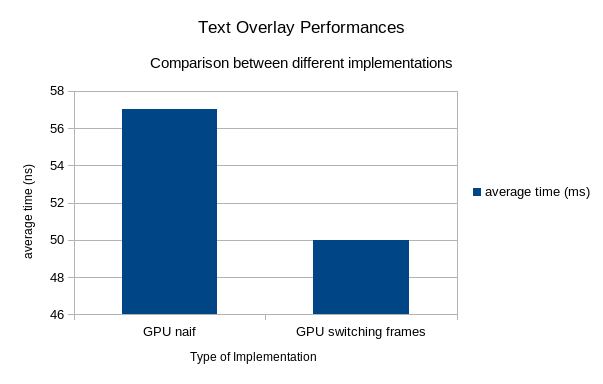 Text Overlay Performances
Comparison between different implementations
58
56
54
52
50
48
46
average time (ns)
GPU naif
GPU switching frames
Type of Implementation
average time (ms)